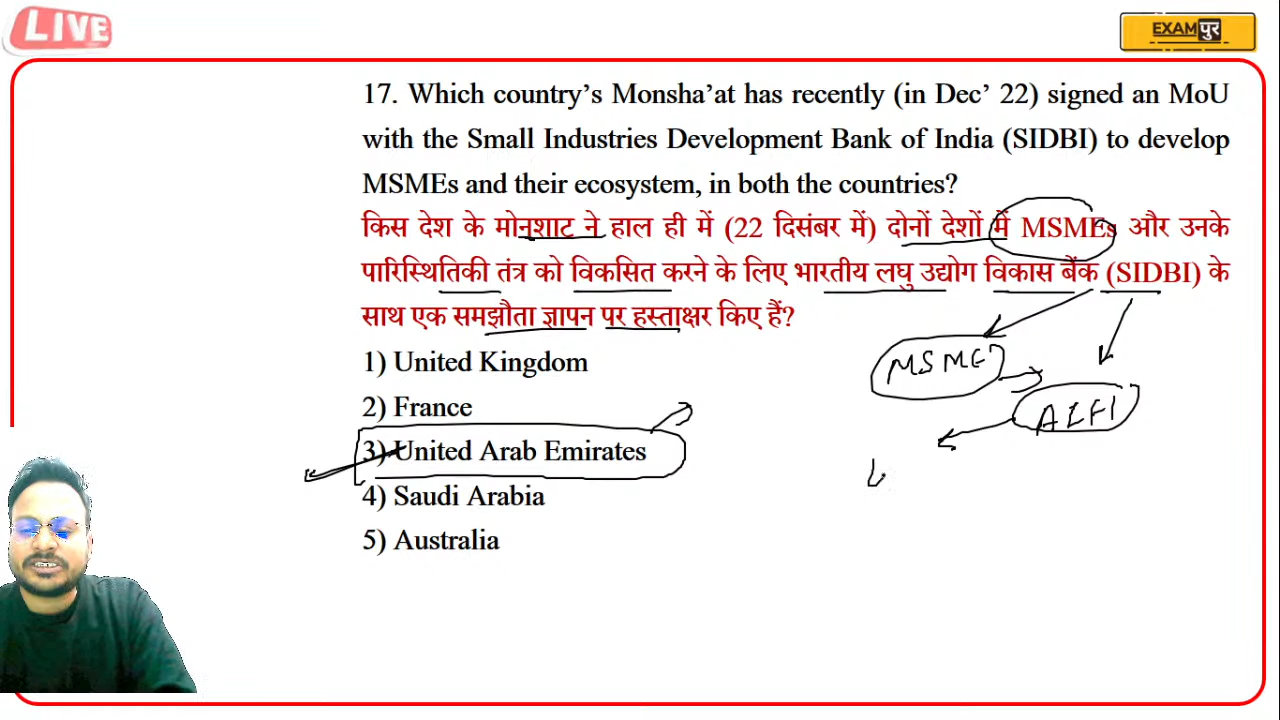 LIVE
EXAMपुर
17. Which country's Monsha'at has recently (in Dec' 22) signed an MoU
with the Small Industries Development Bank of India (SIDBI) to develop
MSMEs and their ecosystem, in both the countries?
किस देश के मोनशाट ने हाल ही में (22 दिसंबर में) दोनों देशों में MSMEs और उनके
पारिस्थितिकी तंत्र को विकसित करने के लिए भारतीय लघु उद्योग विकास बैंक (SIDBI) के
साथ एक समझौता ज्ञापन पर हस्ताक्षर किए हैं?
1) United Kingdom
MSME
2) France
3) United Arab Emirates
4) Saudi Arabia
5) Australia